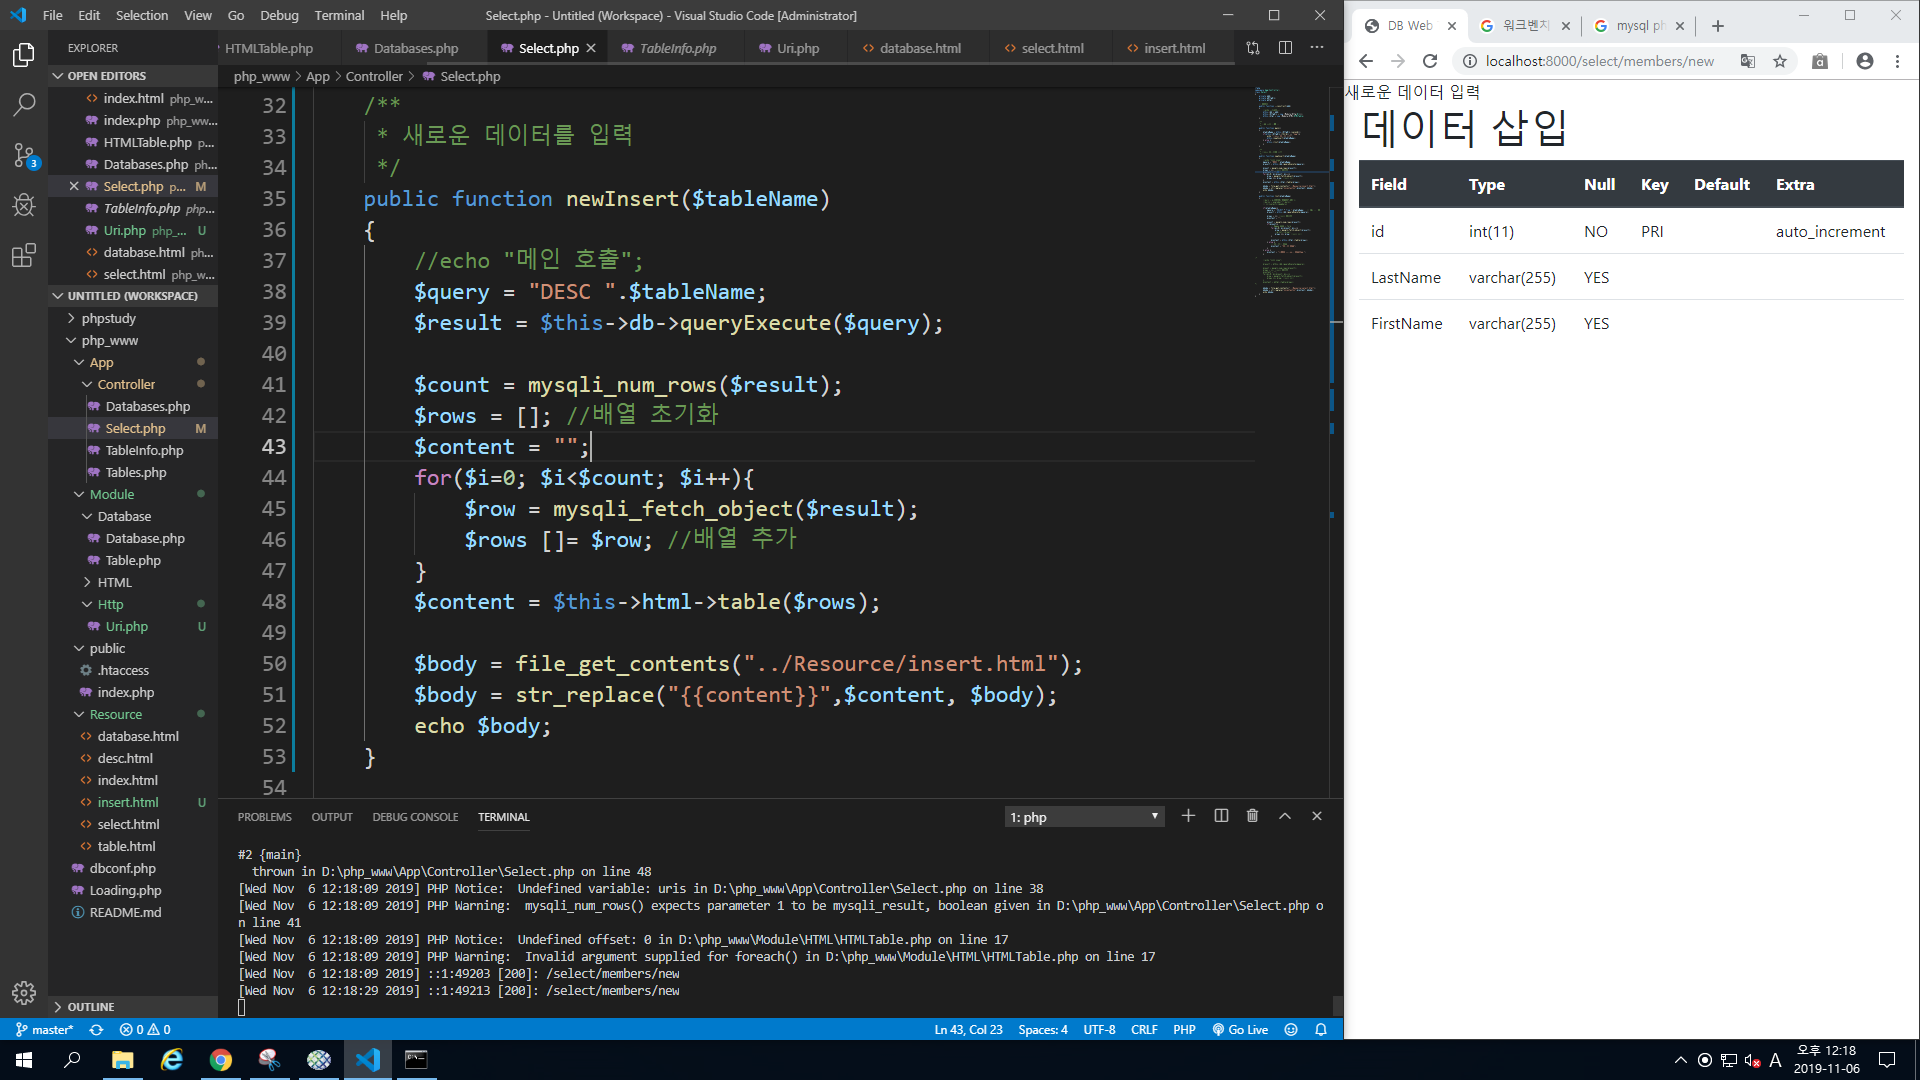 File Edit Selection View Go Debug Terminal Help
Select.php - Untitled (Workspace) - Visual Studio Code [Administrator]
EXPLORER
HTMLTable.php
Databases.php
Select.php
TableInfo.php
Uri.php
database.html
select.html
insert.html
php_www > App > Controller > Select.php
OPEN EDITORS
index.html php_w...
index.php php_ww...
HTMLTable.php p...
Databases.php ph...
Select.php p... M
TableInfo.php php...
Uri.php php_... U
database.html ph...
select.html php_w...
UNTITLED (WORKSPACE)
phpstudy
php_www
App
Controller
Databases.php
Select.php M
TableInfo.php
Tables.php
Module
Database
Database.php
Table.php
HTML
Http
Uri.php U
public
.htaccess
index.php
Resource
database.html
desc.html
index.html
insert.html U
select.html
table.html
dbconf.php
Loading.php
README.md
OUTLINE
3
32 /**
33 * 새로운 데이터를 입력
34 */
35 public function newInsert($tableName)
36 {
37 //echo "메인 호출";
38 $query = "DESC ".$tableName;
39 $result = $this->db->queryExecute($query);
40
41 $count = mysqli_num_rows($result);
42 $rows = []; //배열 초기화
43 $content = "";
44 for($i=0; $i<$count; $i++){
45 $row = mysqli_fetch_object($result);
46 $rows []= $row; //배열 추가
47 }
48 $content = $this->html->table($rows);
49
50 $body = file_get_contents("../Resource/insert.html");
51 $body = str_replace("{{content}}",$content, $body);
52 echo $body;
53 }
54
PROBLEMS OUTPUT DEBUG CONSOLE TERMINAL
1: php
#2 {main}
thrown in D:\php_www\App\Controller\Select.php on line 48
[Wed Nov  6 12:18:09 2019] PHP Notice:  Undefined variable: uris in D:\php_www\App\Controller\Select.php on line 38
[Wed Nov  6 12:18:09 2019] PHP Warning:  mysqli_num_rows() expects parameter 1 to be mysqli_result, boolean given in D:\php_www\App\Controller\Select.php o
n line 41
[Wed Nov  6 12:18:09 2019] PHP Notice:  Undefined offset: 0 in D:\php_www\Module\HTML\HTMLTable.php on line 17
[Wed Nov  6 12:18:09 2019] PHP Warning:  Invalid argument supplied for foreach() in D:\php_www\Module\HTML\HTMLTable.php on line 17
[Wed Nov  6 12:18:09 2019] ::1:49203 [200]: /select/members/new
[Wed Nov  6 12:18:29 2019] ::1:49213 [200]: /select/members/new
master* 0 0
Ln 43, Col 23 Spaces: 4 UTF-8 CRLF PHP Go Live
DB Web
워크벤치
mysql ph
localhost:8000/select/members/new
새로운 데이터 입력
데이터 삽입
Field Type Null Key Default Extra
id int(11) NO PRI auto_increment
LastName varchar(255) YES
FirstName varchar(255) YES
A
오후 12:18
2019-11-06